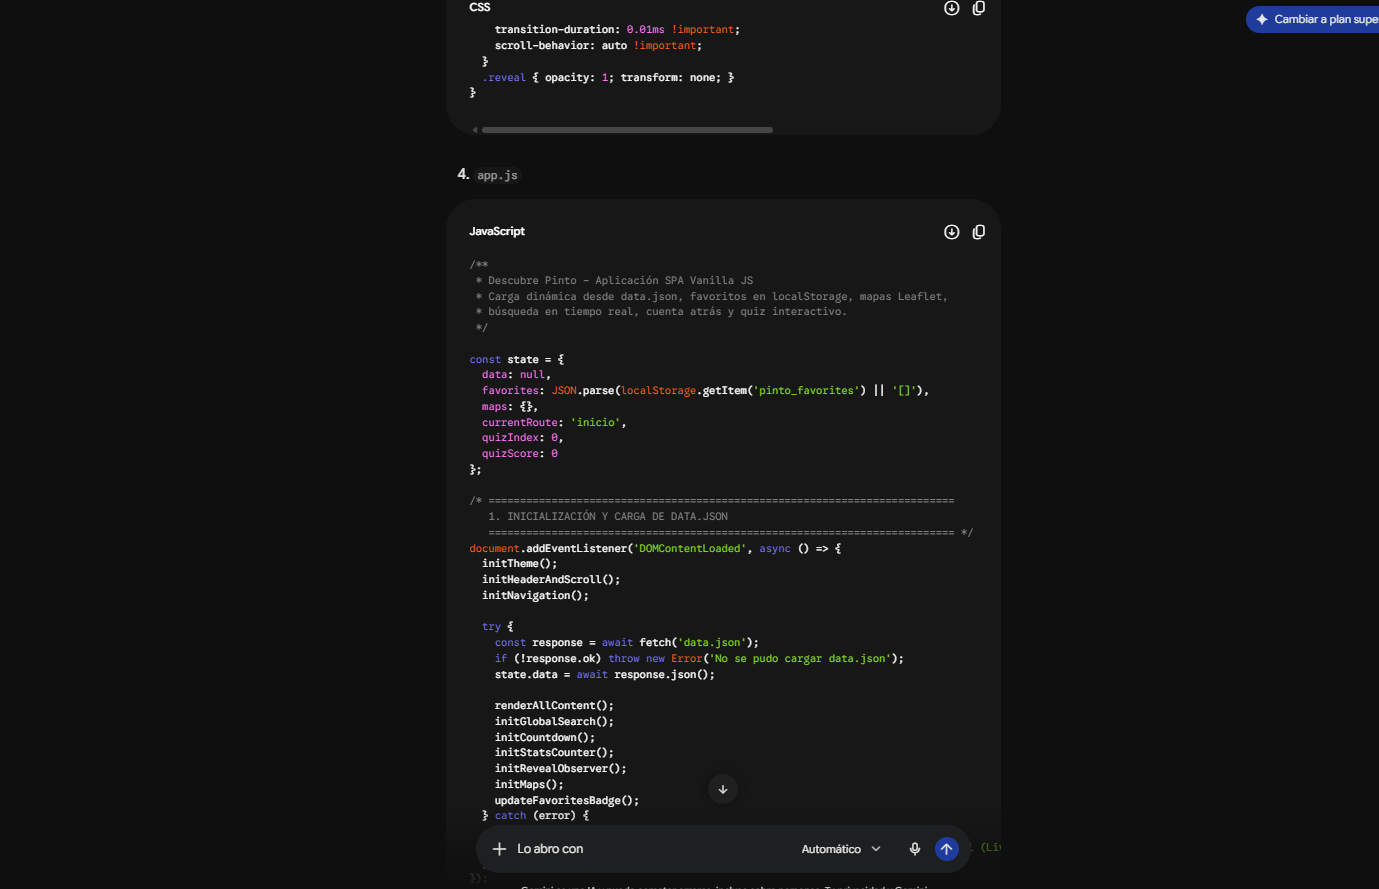 CSS
Cambiar a plan supe
transition-duration: 0.01ms !important;
scroll-behavior: auto !important;
}
.reveal { opacity: 1; transform: none; }
}
4. app.js
JavaScript
/**
* Descubre Pinto - Aplicación SPA Vanilla JS
* Carga dinámica desde data.json, favoritos en localStorage, mapas Leaflet,
* búsqueda en tiempo real, cuenta atrás y quiz interactivo.
*/
const state = {
data: null,
favorites: JSON.parse(localStorage.getItem('pinto_favorites') || '[]'),
maps: {},
currentRoute: 'inicio',
quizIndex: 0,
quizScore: 0
};
/* ==========================================================================
1. INICIALIZACIÓN Y CARGA DE DATA.JSON
========================================================================== */
document.addEventListener('DOMContentLoaded', async () => {
initTheme();
initHeaderAndScroll();
initNavigation();
try {
const response = await fetch('data.json');
if (!response.ok) throw new Error('No se pudo cargar data.json');
state.data = await response.json();
renderAllContent();
initGlobalSearch();
initCountdown();
initStatsCounter();
initRevealObserver();
initMaps();
updateFavoritesBadge();
} catch (error) {
Lo abro con
Automático
(Li
});